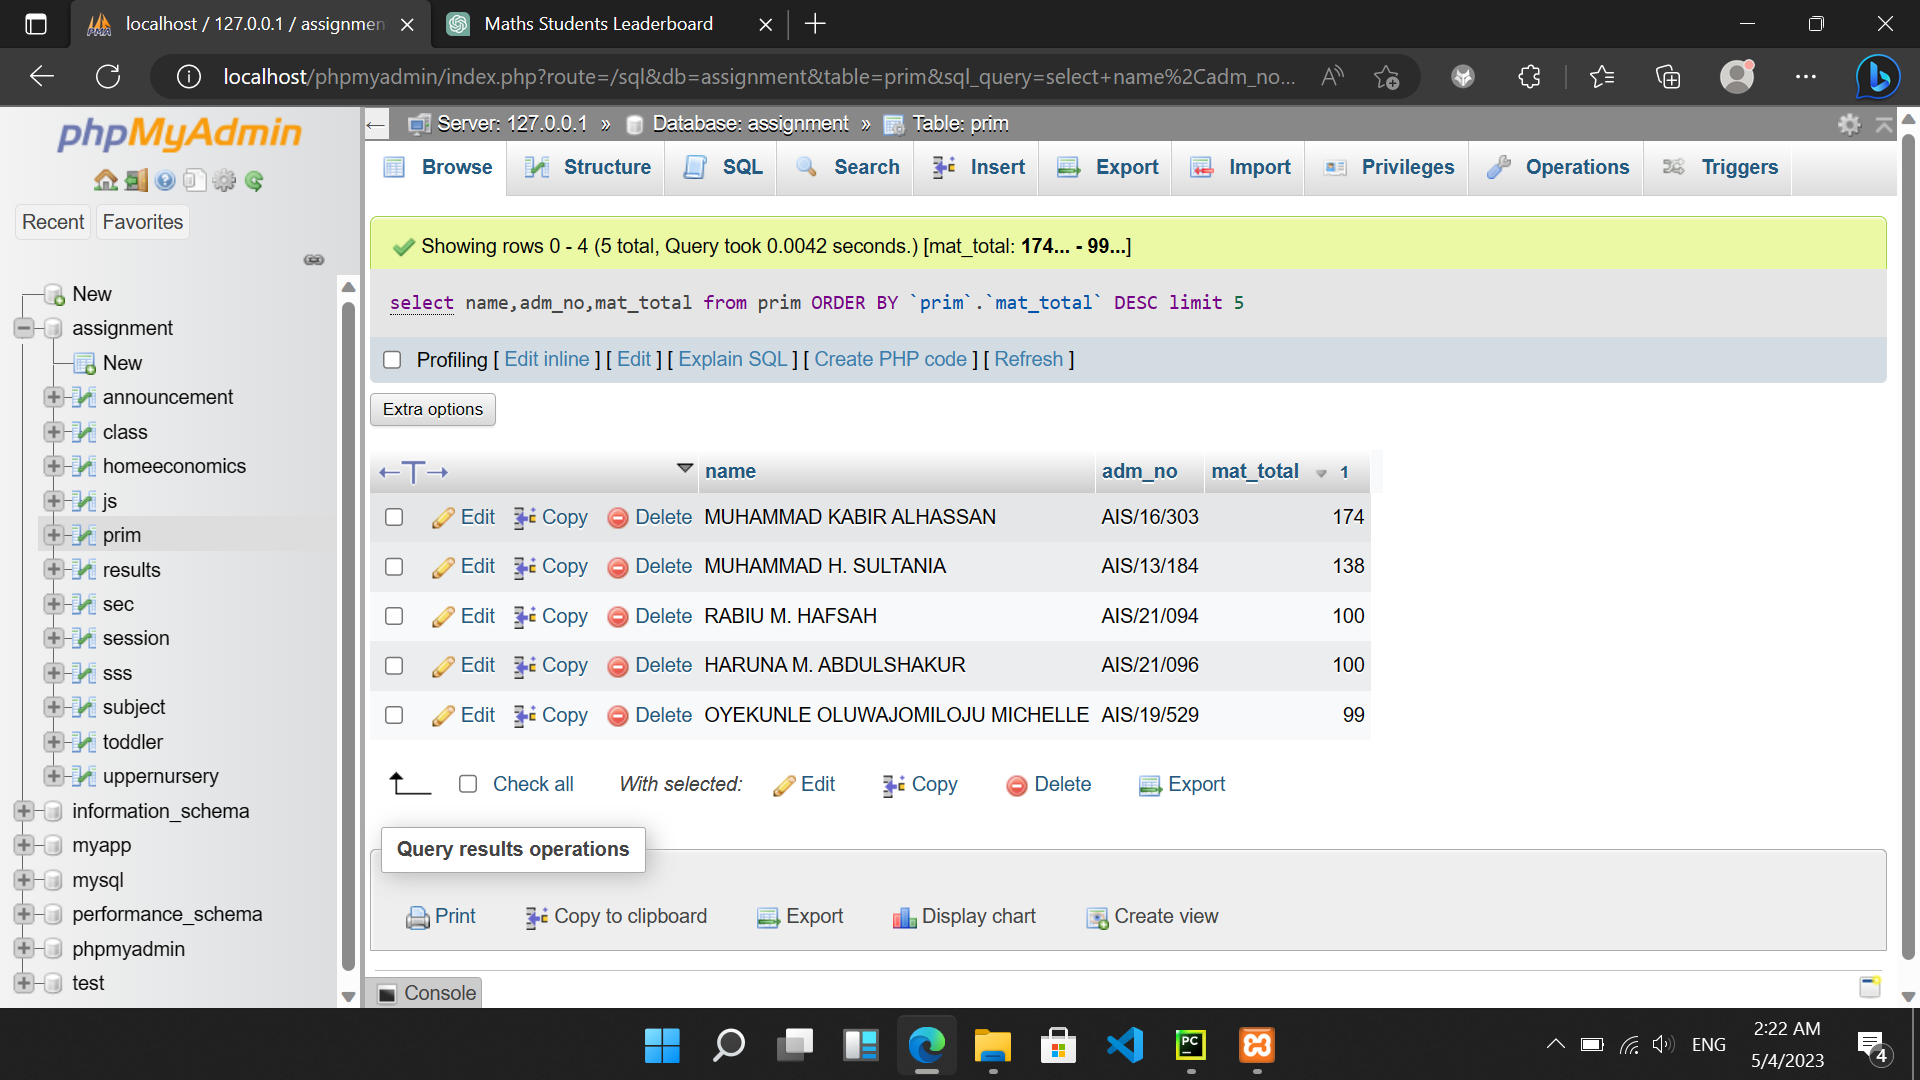 localhost / 127.0.0.1 / assignmen
Maths Students Leaderboard
localhost/phpmyadmin/index.php?route=/sql&db=assignment&table=prim&sql_query=select+name%2Cadm_no...
phpMyAdmin
Recent
Favorites
New
assignment
New
announcement
class
homeeconomics
js
prim
results
sec
session
sss
subject
toddler
uppernursery
information_schema
myapp
mysql
performance_schema
phpmyadmin
test
Server: 127.0.0.1 » Database: assignment » Table: prim
Browse Structure SQL Search Insert Export Import Privileges Operations Triggers
Showing rows 0 - 4 (5 total, Query took 0.0042 seconds.) [mat_total: 174... - 99...]
select name,adm_no,mat_total from prim ORDER BY `prim`.`mat_total` DESC limit 5
Profiling [ Edit inline ] [ Edit ] [ Explain SQL ] [ Create PHP code ] [ Refresh ]
Extra options
name adm_no mat_total 1
Edit Copy Delete MUHAMMAD KABIR ALHASSAN AIS/16/303 174
Edit Copy Delete MUHAMMAD H. SULTANIA AIS/13/184 138
Edit Copy Delete RABIU M. HAFSAH AIS/21/094 100
Edit Copy Delete HARUNA M. ABDULSHAKUR AIS/21/096 100
Edit Copy Delete OYEKUNLE OLUWAJOMILOJU MICHELLE AIS/19/529 99
Check all With selected: Edit Copy Delete Export
Query results operations
Print Copy to clipboard Export Display chart Create view
Console
ENG
2:22 AM
5/4/2023
4